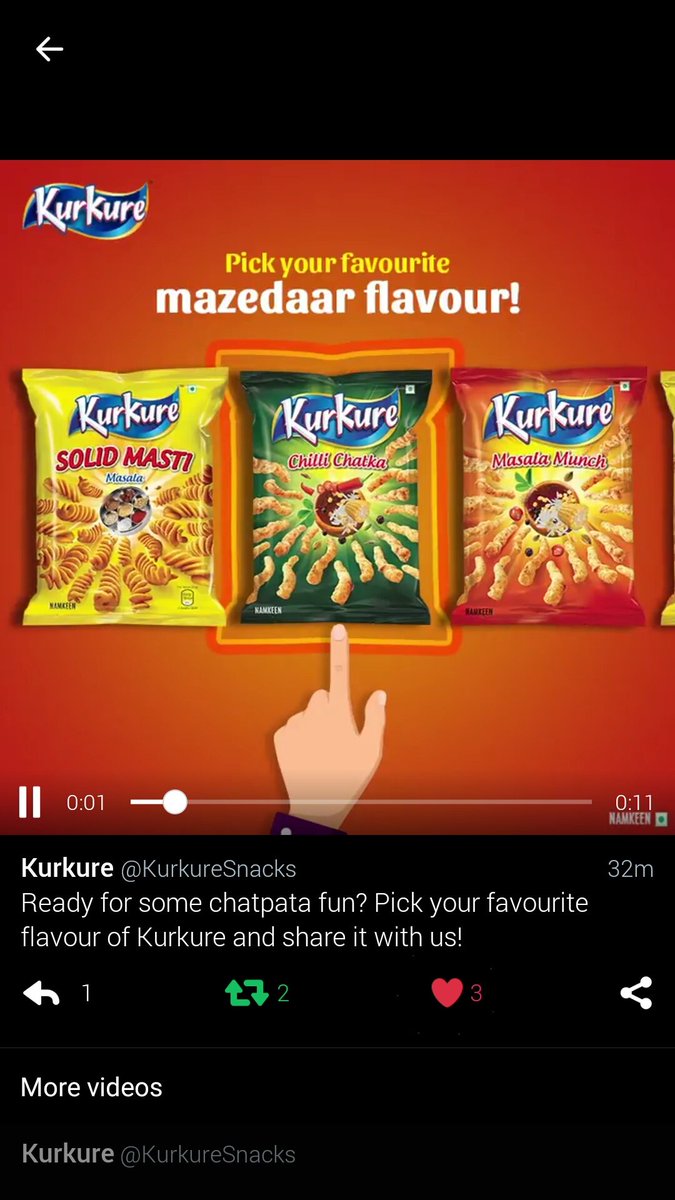 Kurkure
Pick your favourite
mazedaar flavour!
Kurkure
SOLID MASTI
Masala
NAMKEEN
Kurkure
Chilli Chatka
NAMKEEN
Kurkure
Masala Munch
NAMKEEN
0:01
0:11
NAMKEEN
Kurkure @KurkureSnacks 32m
Ready for some chatpata fun? Pick your favourite
flavour of Kurkure and share it with us!
1 2 3
More videos
Kurkure @KurkureSnacks